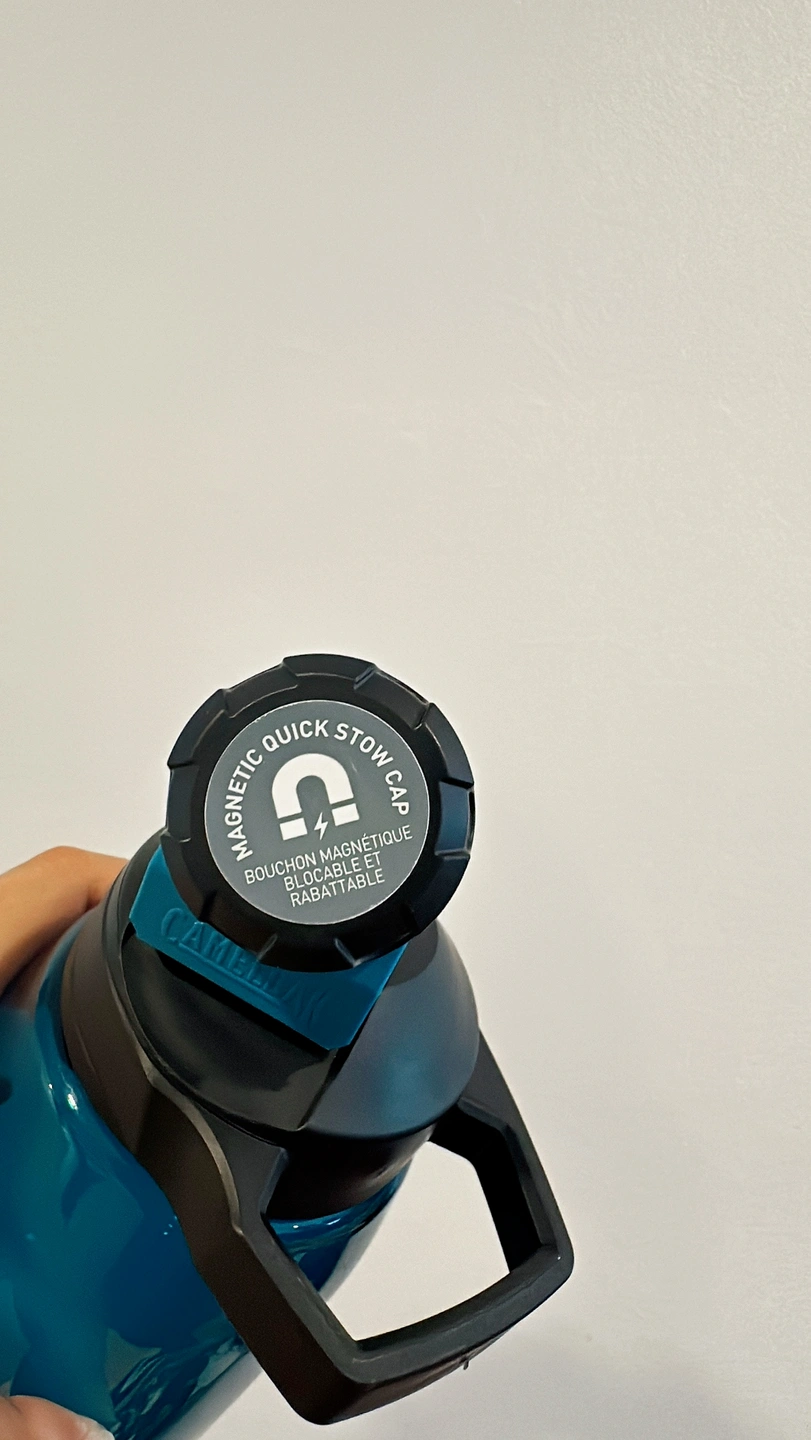 MAGNETIC QUICK STOW CAP
BOUCHON MAGNÉTIQUE
BLOCABLE ET
RABATTABLE
CAMELBAK